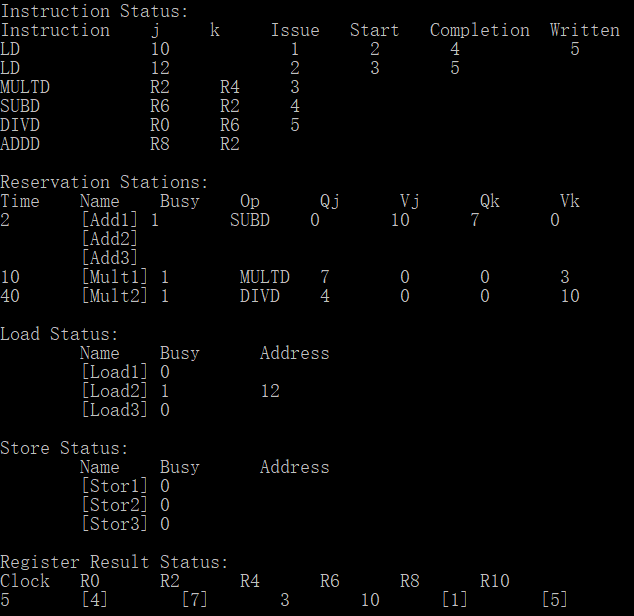 Instruction Status:
Instruction j k Issue Start Completion Written
LD 10 1 2 4 5
LD 12 2 3 5
MULTD R2 R4 3
SUBD R6 R2 4
DIVD R0 R6 5
ADDD R8 R2
Reservation Stations:
Time Name Busy Op Qj Vj Qk Vk
2 [Add1] 1 SUBD 0 10 7 0
[Add2]
[Add3]
10 [Mult1] 1 MULTD 7 0 0 3
40 [Mult2] 1 DIVD 4 0 0 10
Load Status:
Name Busy Address
[Load1] 0
[Load2] 1 12
[Load3] 0
Store Status:
Name Busy Address
[Stor1] 0
[Stor2] 0
[Stor3] 0
Register Result Status:
Clock R0 R2 R4 R6 R8 R10
5 [4] [7] 3 10 [1] [5]